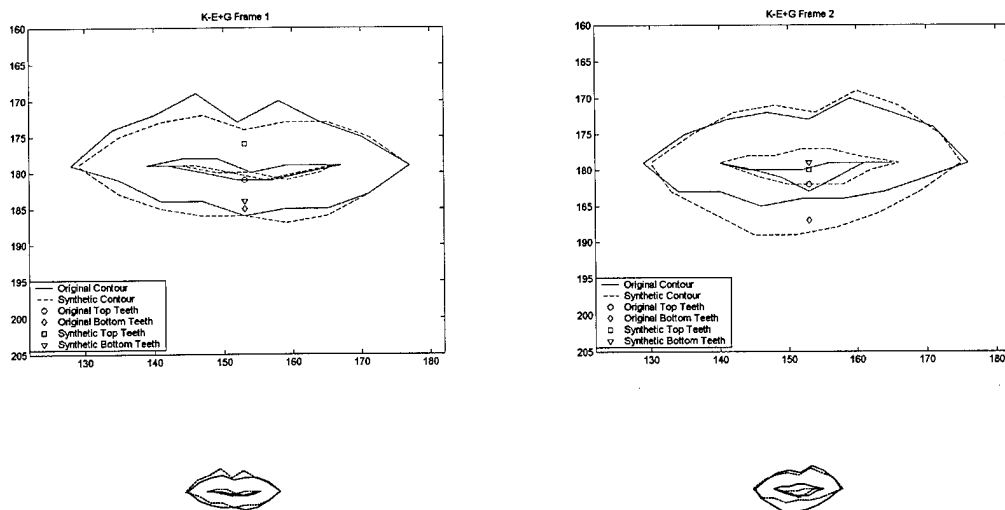 K-E+G Frame 1
160
165
170
175
180
185
190
195
200
205
130
140
150
160
170
180
Original Contour
Synthetic Contour
Original Top Teeth
Original Bottom Teeth
Synthetic Top Teeth
Synthetic Bottom Teeth
K-E+G Frame 2
160
165
170
175
180
185
190
195
200
205
130
140
150
160
170
180
Original Contour
Synthetic Contour
Original Top Teeth
Original Bottom Teeth
Synthetic Top Teeth
Synthetic Bottom Teeth